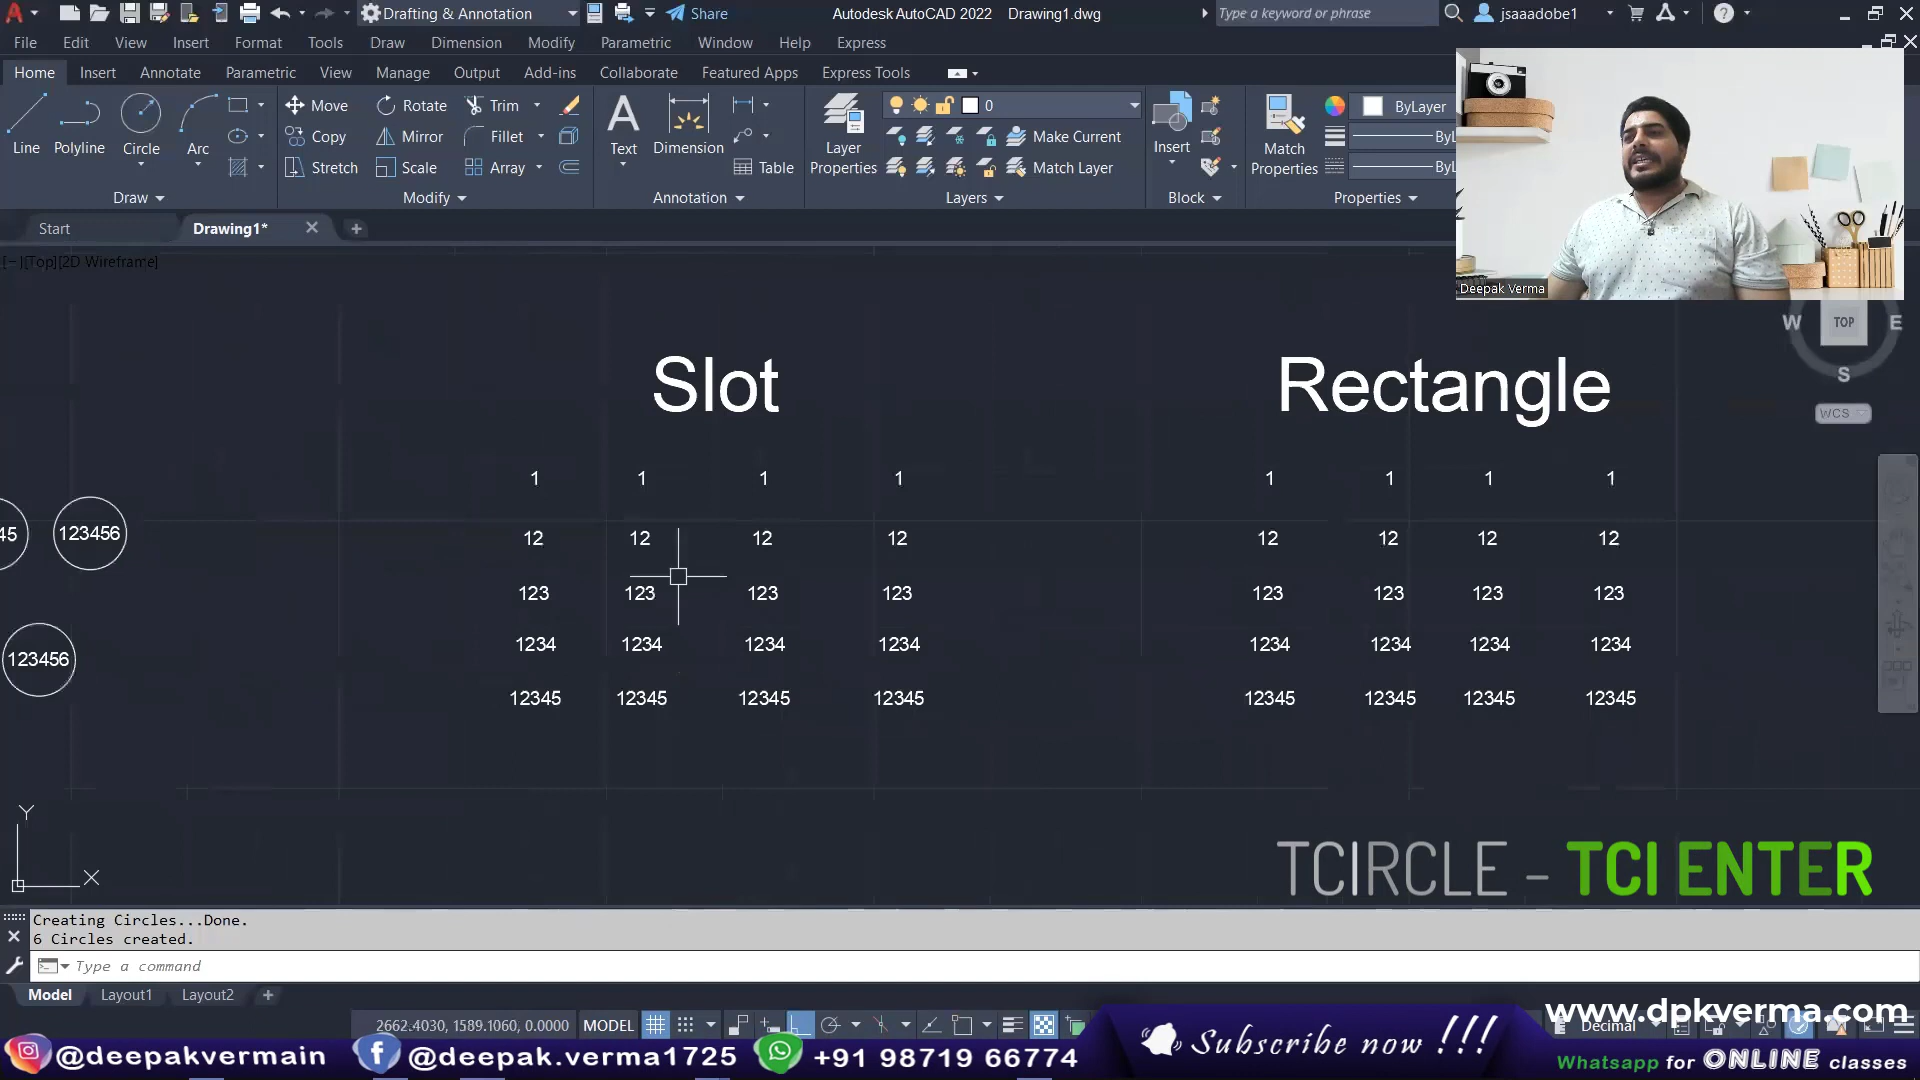 Drafting & Annotation
Share
Autodesk AutoCAD 2022 Drawing1.dwg
Type a keyword or phrase
jsaaadobe1
File Edit View Insert Format Tools Draw Dimension Modify Parametric Window Help Express
Home Insert Annotate Parametric View Manage Output Add-ins Collaborate Featured Apps Express Tools
Line Polyline Circle Arc
Move Rotate Trim
Copy Mirror Fillet
Stretch Scale Array
Text Dimension
Table
Layer Properties
0
Make Current
Match Layer
Insert
Match Properties
ByLayer
Draw Modify Annotation Layers Block Properties
Start Drawing1*
[−][Top][2D Wireframe]
Deepak Verma
W TOP E
S
WCS
Slot Rectangle
1 1 1 1 1 1 1 1
12 12 12 12 12 12 12 12
123 123 123 123 123 123 123 123
1234 1234 1234 1234 1234 1234 1234 1234
12345 12345 12345 12345 12345 12345 12345 12345
45 123456
123456
Y
X
TCIRCLE - TCI ENTER
Creating Circles...Done.
6 Circles created.
Type a command
Model Layout1 Layout2
2662.4030, 1589.1060, 0.0000 MODEL
Decimal
www.dpkverma.com
@deepakvermain @deepak.verma1725 +91 98719 66774
Subscribe now !!!
Whatsapp for ONLINE classes